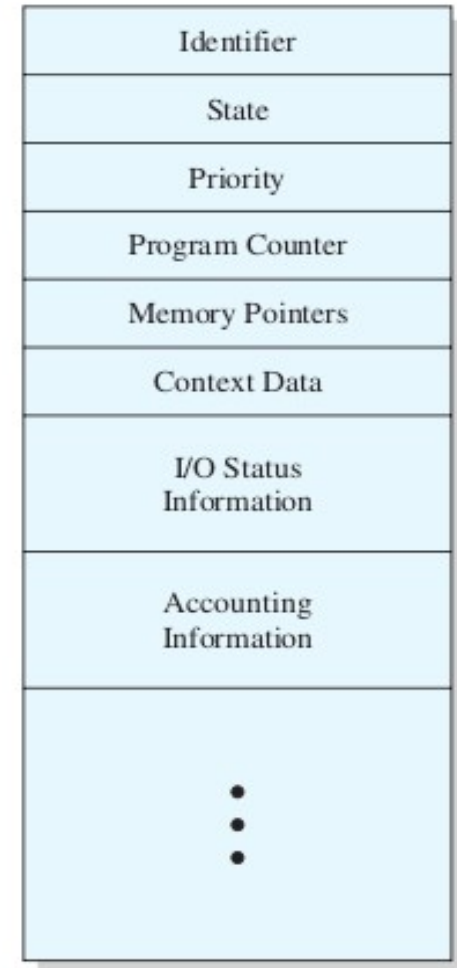 Identifier
State
Priority
Program Counter
Memory Pointers
Context Data
I/O Status
Information
Accounting
Information